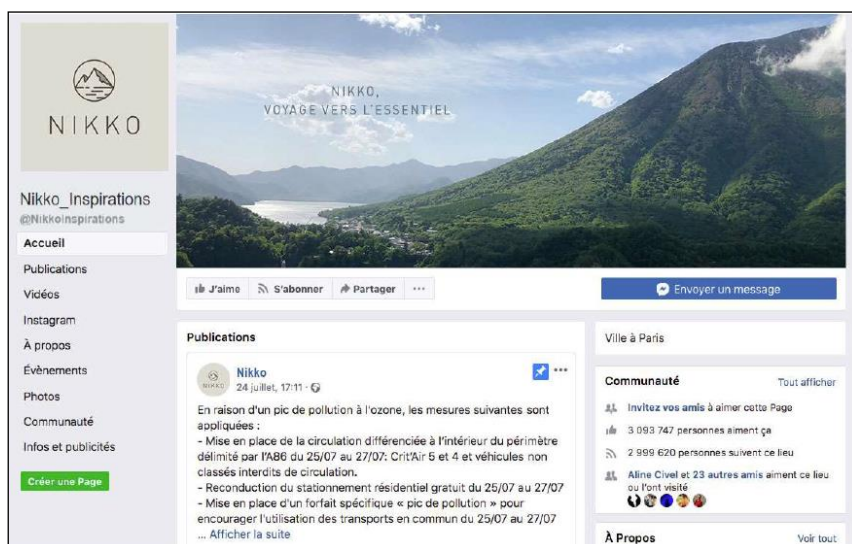 NIKKO
NIKKO,
VOYAGE VERS L'ESSENTIEL
Nikko_Inspirations
@NikkoInspirations
Accueil
Publications
Vidéos
Instagram
À propos
Évènements
Photos
Communauté
Infos et publicités
Créer une Page
J'aime
S'abonner
Partager
Envoyer un message
Publications
NIKKO
Nikko
24 juillet, 17:11 ·
En raison d'un pic de pollution à l'ozone, les mesures suivantes sont
appliquées :
- Mise en place de la circulation différenciée à l'intérieur du périmètre
délimité par l'A86 du 25/07 au 27/07: Crit'Air 5 et 4 et véhicules non
classés interdits de circulation.
- Reconduction du stationnement résidentiel gratuit du 25/07 au 27/07
- Mise en place d'un forfait spécifique « pic de pollution » pour
encourager l'utilisation des transports en commun du 25/07 au 27/07
... Afficher la suite
Ville à Paris
Communauté Tout afficher
Invitez vos amis à aimer cette Page
3 093 747 personnes aiment ça
2 999 620 personnes suivent ce lieu
Aline Civel et 23 autres amis aiment ce lieu
ou l'ont visité
À Propos Voir tout